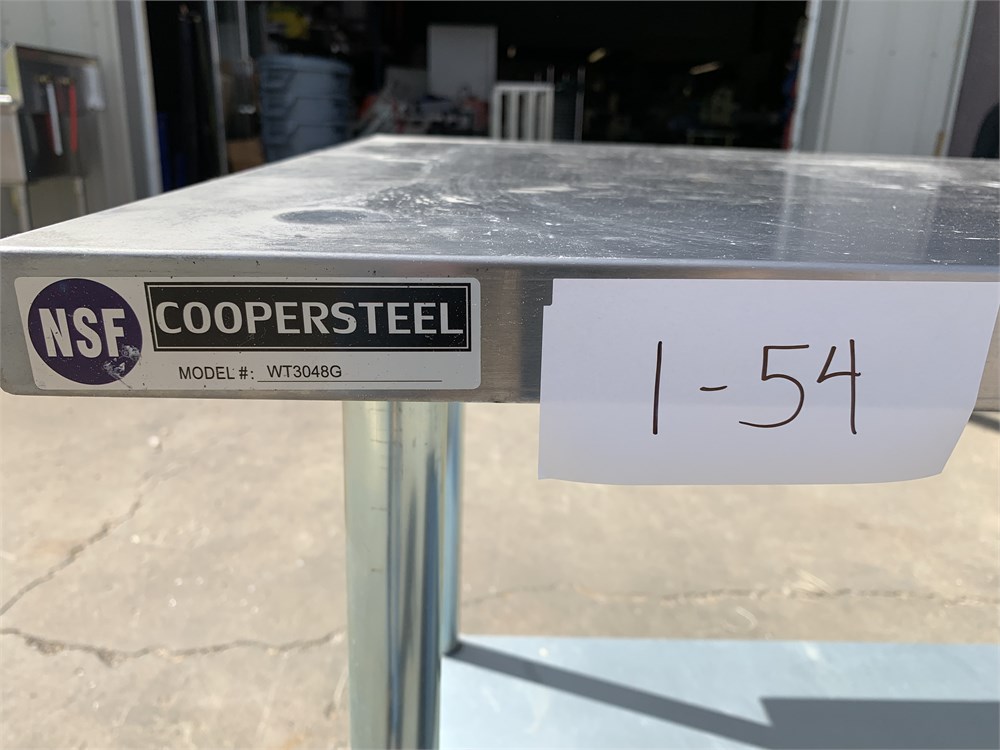 NSF
COOPERSTEEL
MODEL #: WT3048G
1-54